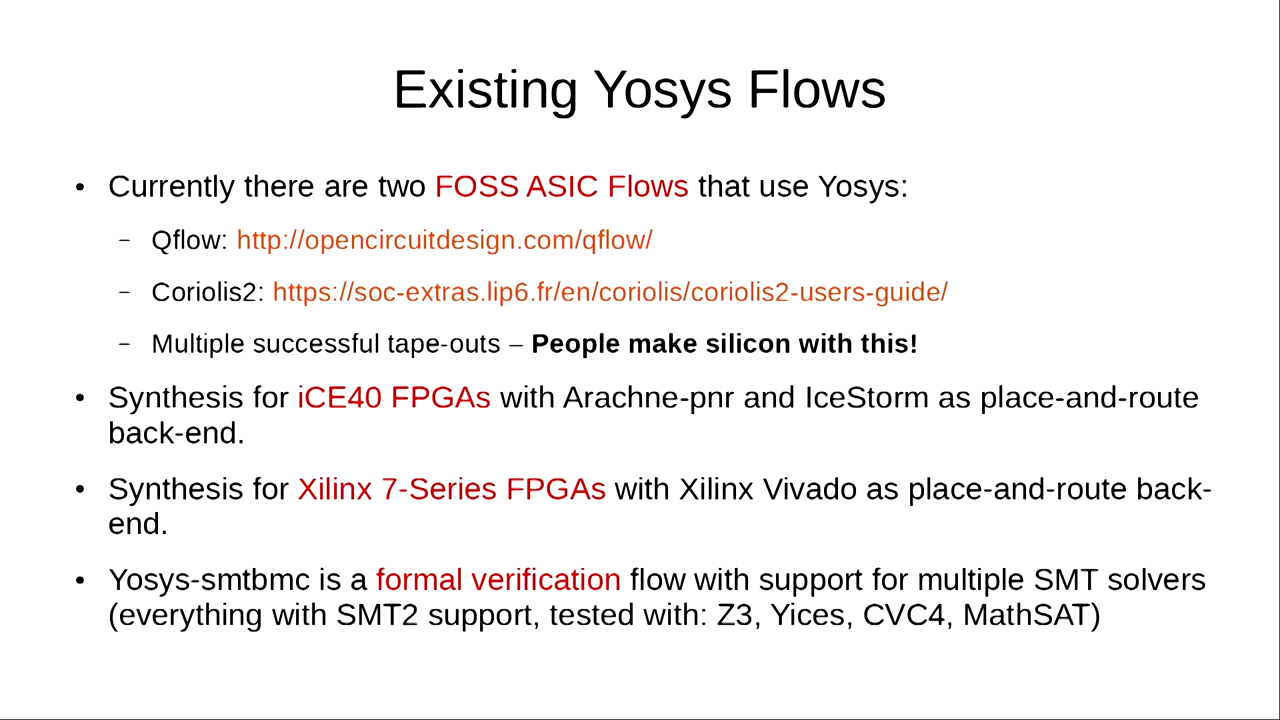 Existing Yosys Flows
• Currently there are two FOSS ASIC Flows that use Yosys:
– Qflow: http://opencircuitdesign.com/qflow/
– Coriolis2: https://soc-extras.lip6.fr/en/coriolis/coriolis2-users-guide/
– Multiple successful tape-outs – People make silicon with this!
• Synthesis for iCE40 FPGAs with Arachne-pnr and IceStorm as place-and-route
back-end.
• Synthesis for Xilinx 7-Series FPGAs with Xilinx Vivado as place-and-route back-
end.
• Yosys-smtbmc is a formal verification flow with support for multiple SMT solvers
(everything with SMT2 support, tested with: Z3, Yices, CVC4, MathSAT)